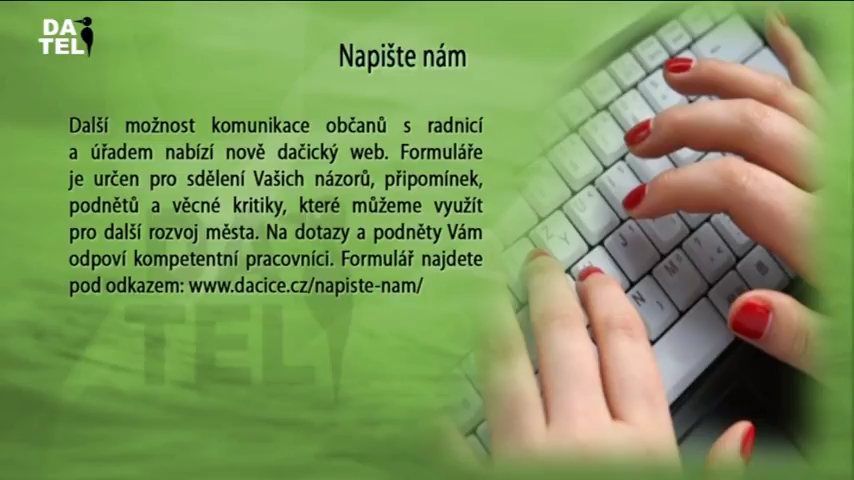 DA
TEL
Napište nám
Další možnost komunikace občanů s radnicí
a úřadem nabízí nově dačický web. Formuláře
je určen pro sdělení Vašich názorů, připomínek,
podnětů a věcné kritiky, které můžeme využít
pro další rozvoj města. Na dotazy a podněty Vám
odpoví kompetentní pracovníci. Formulář najdete
pod odkazem: www.dacice.cz/napiste-nam/
DA
TEL